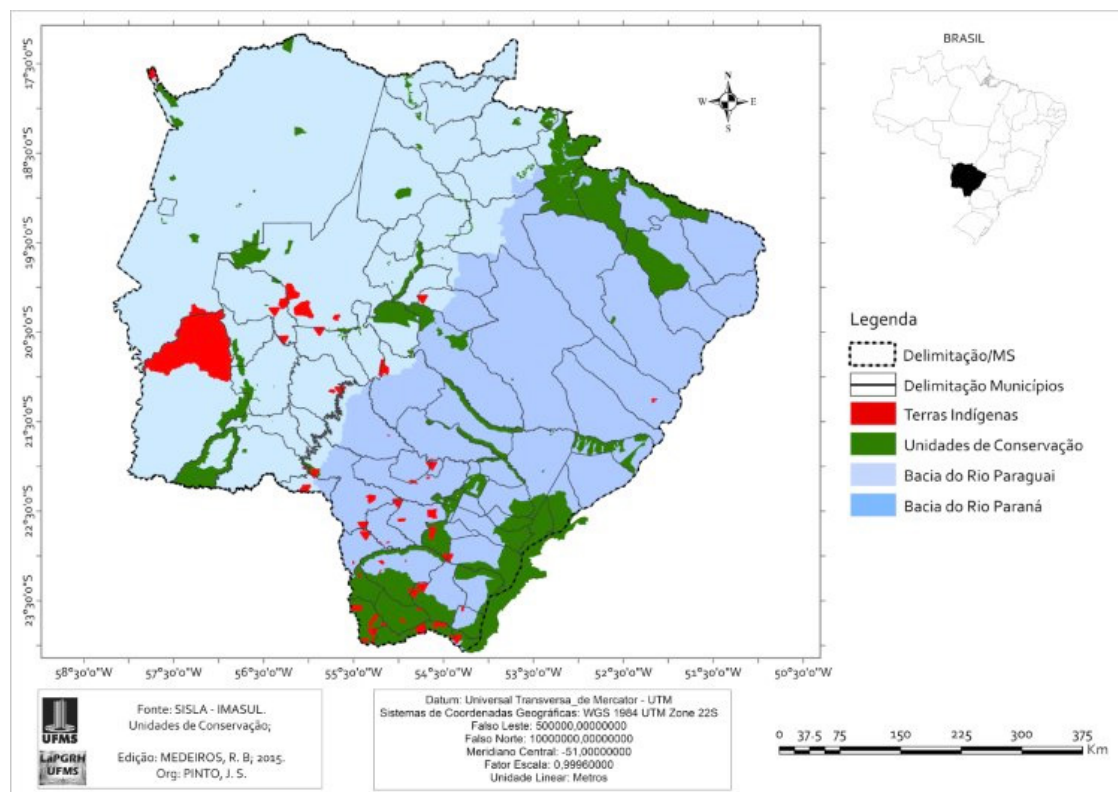 BRASIL
N
W E
S
17°30'0"S
18°30'0"S
19°30'0"S
20°30'0"S
21°30'0"S
22°30'0"S
23°30'0"S
58°30'0"W 57°30'0"W 56°30'0"W 55°30'0"W 54°30'0"W 53°30'0"W 52°30'0"W 51°30'0"W 50°30'0"W
Legenda
Delimitação/MS
Delimitação Municípios
Terras Indígenas
Unidades de Conservação
Bacia do Rio Paraguai
Bacia do Rio Paraná
UFMS
LaPGRH
UFMS
Fonte: SISLA - IMASUL.
Unidades de Conservação;
Edição: MEDEIROS, R. B; 2015.
Org: PINTO, J. S.
Datum: Universal Transversa_de Mercator - UTM
Sistemas de Coordenadas Geográficas: WGS 1984 UTM Zone 22S
Falso Leste: 500000,00000000
Falso Norte: 10000000,00000000
Meridiano Central: -51,00000000
Fator Escala: 0,99960000
Unidade Linear: Metros
0 37.5 75 150 225 300 375
Km